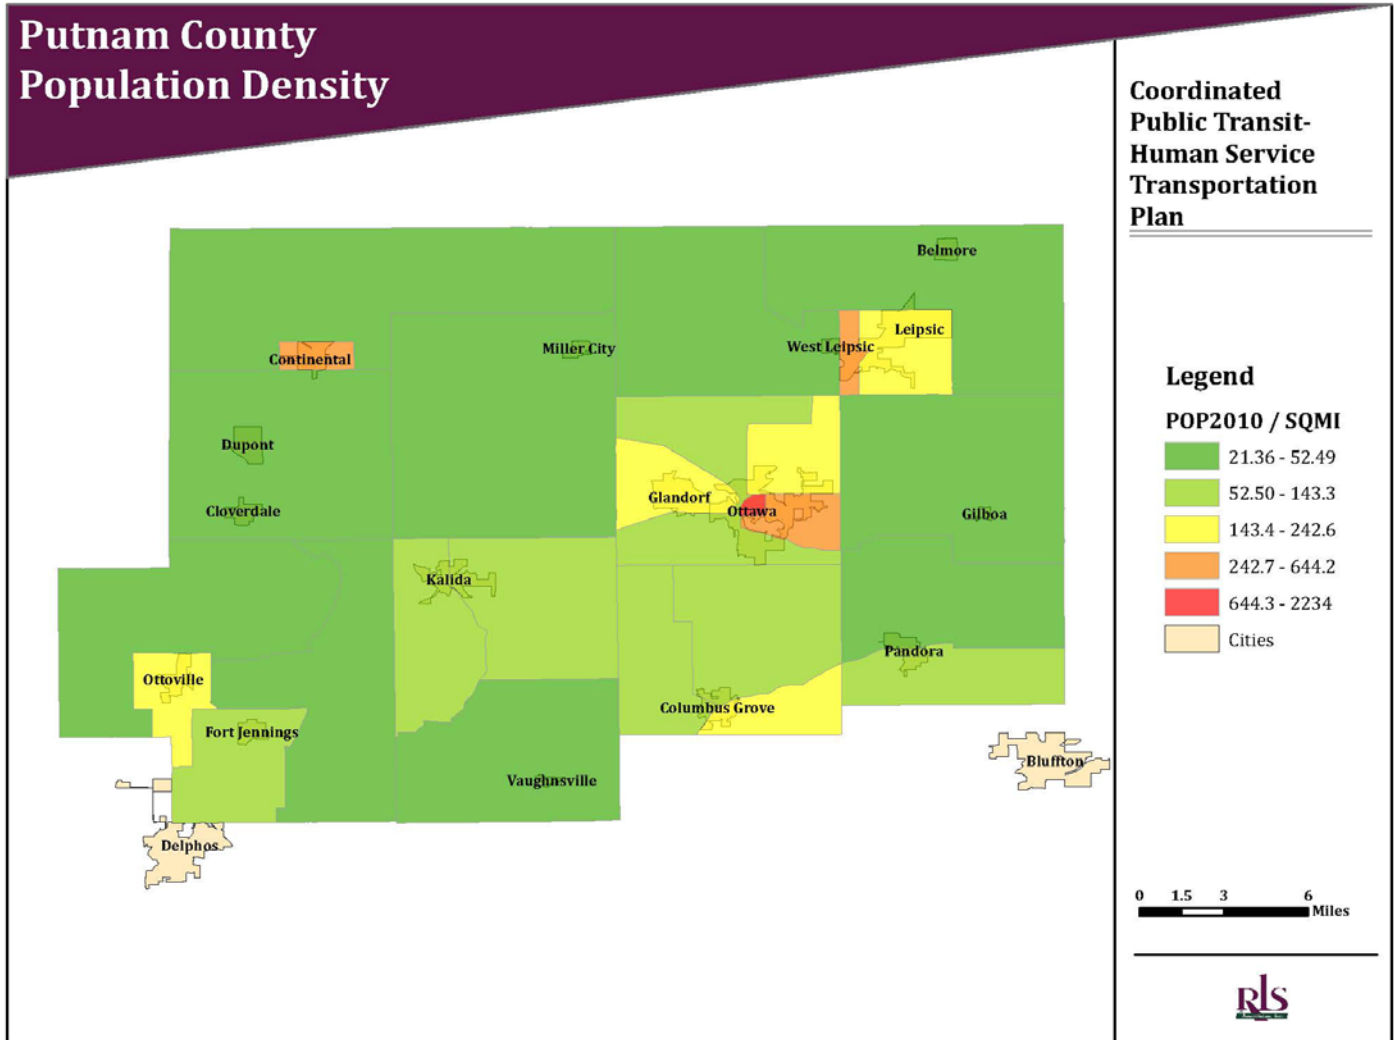 Putnam County
Population Density
Coordinated
Public Transit-
Human Service
Transportation
Plan
Belmore
Leipsic
West Leipsic
Miller City
Continental
Dupont
Cloverdale
Glandorf
Ottawa
Gilboa
Kalida
Pandora
Ottoville
Columbus Grove
Fort Jennings
Vaughnsville
Bluffton
Delphos
Legend
POP2010 / SQMI
21.36 - 52.49
52.50 - 143.3
143.4 - 242.6
242.7 - 644.2
644.3 - 2234
Cities
0 1.5 3 6
Miles
RLS